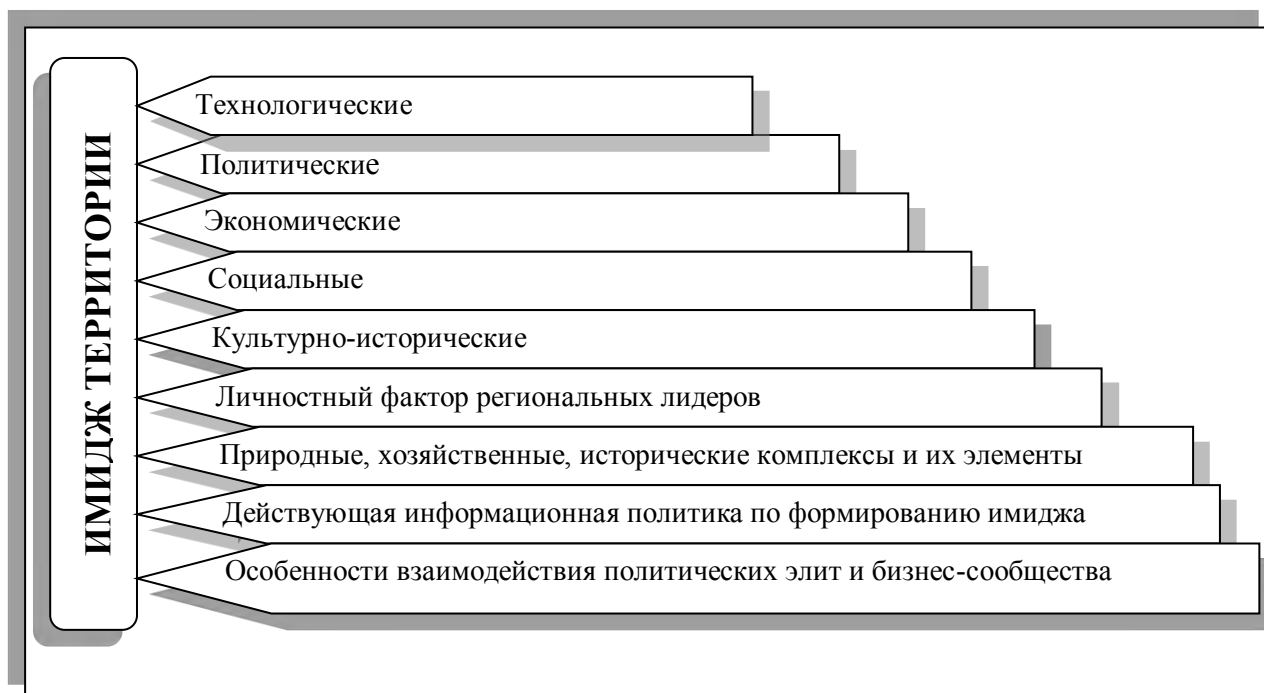 ИМИДЖ ТЕРРИТОРИИ
Технологические
Политические
Экономические
Социальные
Культурно-исторические
Личностный фактор региональных лидеров
Природные, хозяйственные, исторические комплексы и их элементы
Действующая информационная политика по формированию имиджа
Особенности взаимодействия политических элит и бизнес-сообщества